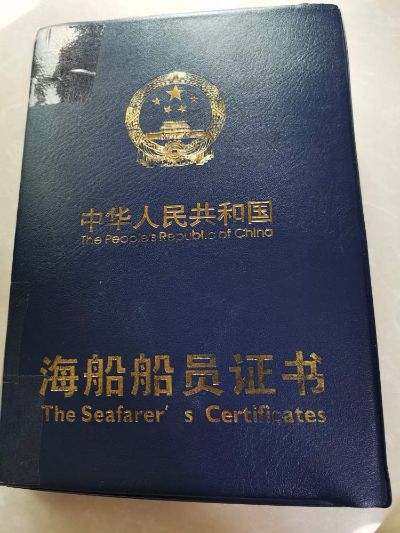 中华人民共和国
The People's Republic of China
海船船员证书
The Seafarer's Certificates